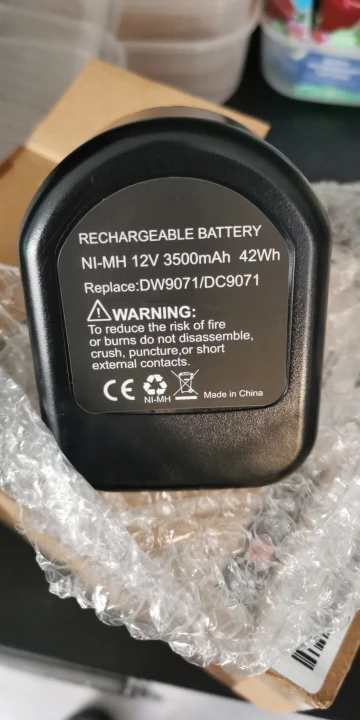 RECHARGEABLE BATTERY
NI-MH 12V 3500mAh 42Wh
Replace:DW9071/DC9071
WARNING:
To reduce the risk of fire
or burns do not disassemble,
crush, puncture,or short
external contacts.
CE NI-MH Made in China